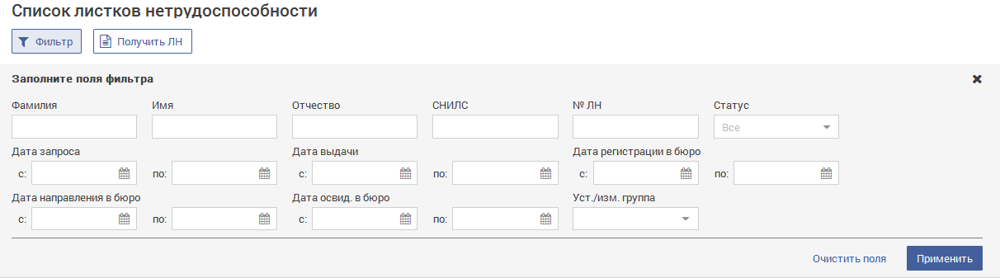 Список листков нетрудоспособности
Фильтр Получить ЛН
Заполните поля фильтра
Фамилия Имя Отчество СНИЛС № ЛН Статус
Все
Дата запроса Дата выдачи Дата регистрации в бюро
с: по: с: по: с: по:
Дата направления в бюро Дата освид. в бюро Уст./изм. группа
с: по: с: по:
Очистить поля Применить